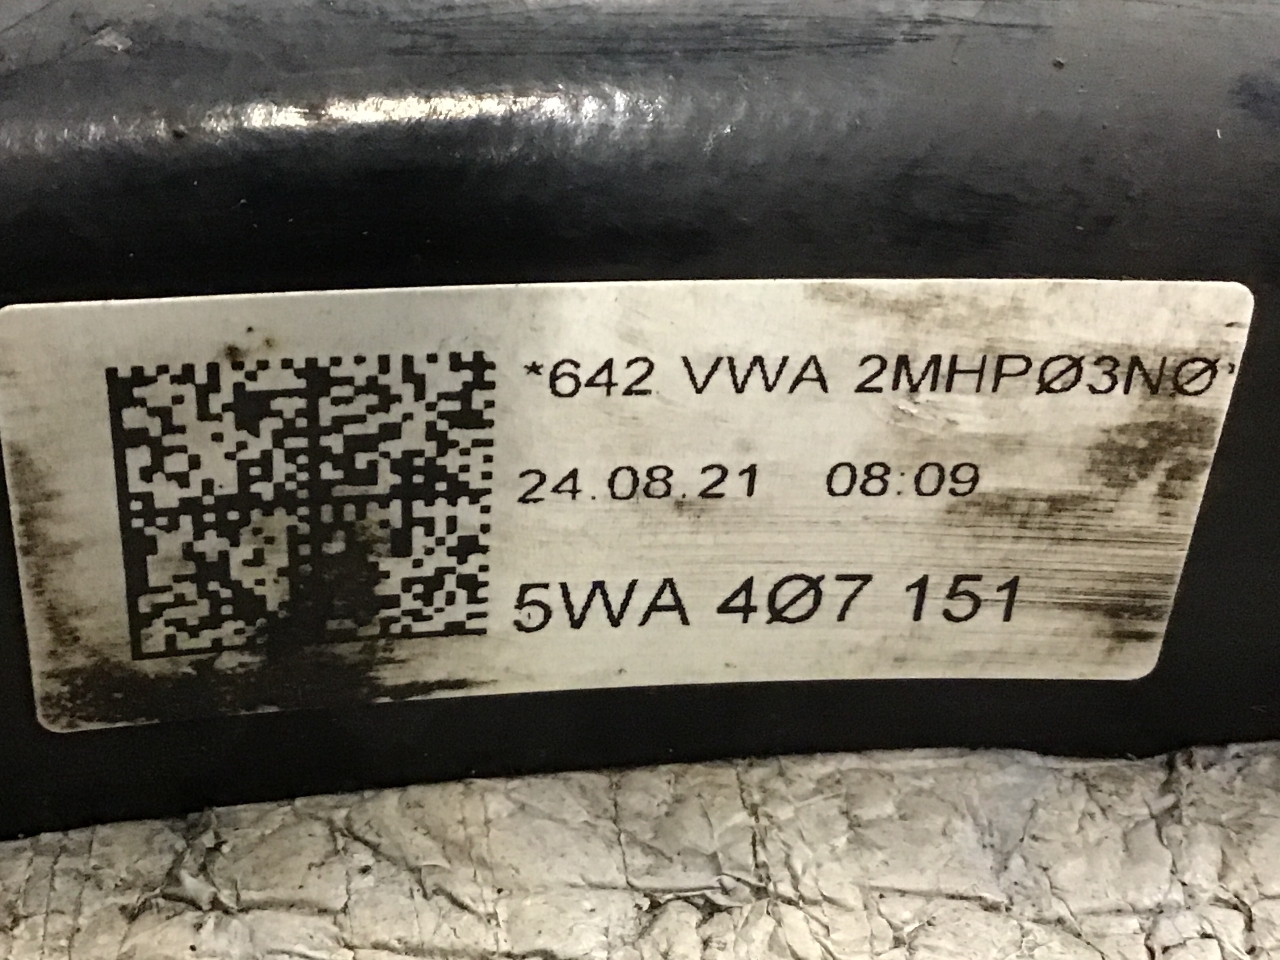 *642 VWA 2MHPØ3NØ*
24.08.21 08:09
5WA 4Ø7 151